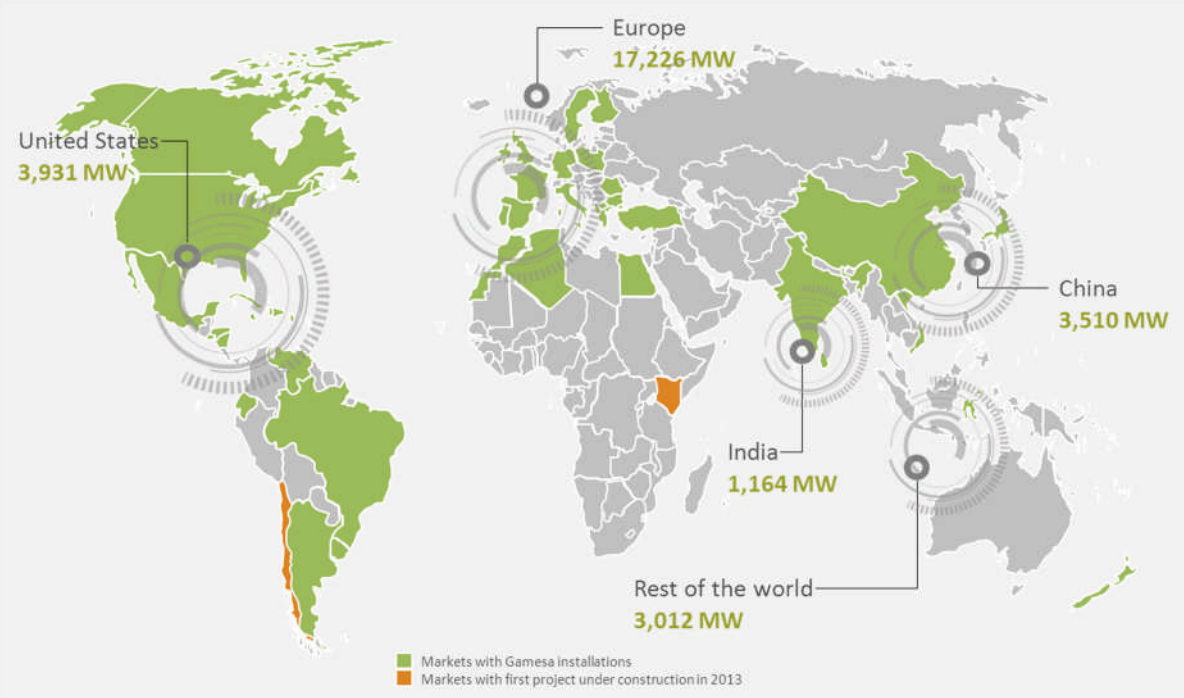 Europe
17,226 MW
United States
3,931 MW
China
3,510 MW
India
1,164 MW
Rest of the world
3,012 MW
Markets with Gamesa installations
Markets with first project under construction in 2013